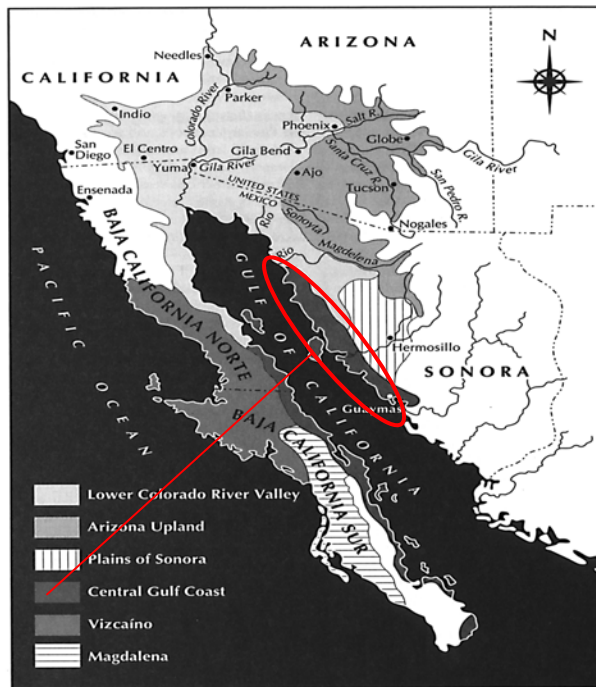 N
ARIZONA
CALIFORNIA
Needles
Colorado River
Parker
Indio
Phoenix
Salt R.
Globe
San
Diego
El Centro
Gila Bend
Yuma
Gila River
Ajo
Santa Cruz R.
San Pedro R.
Gila River
Tucson
Ensenada
UNITED STATES
MEXICO
Nogales
Rio
Sonoyta
Rio
Magdalena
BAJA CALIFORNIA NORTE
GULF OF CALIFORNIA
PACIFIC OCEAN
Hermosillo
SONORA
Guaymas
BAJA
CALIFORNIA SUR
Lower Colorado River Valley
Arizona Upland
Plains of Sonora
Central Gulf Coast
Vizcaíno
Magdalena